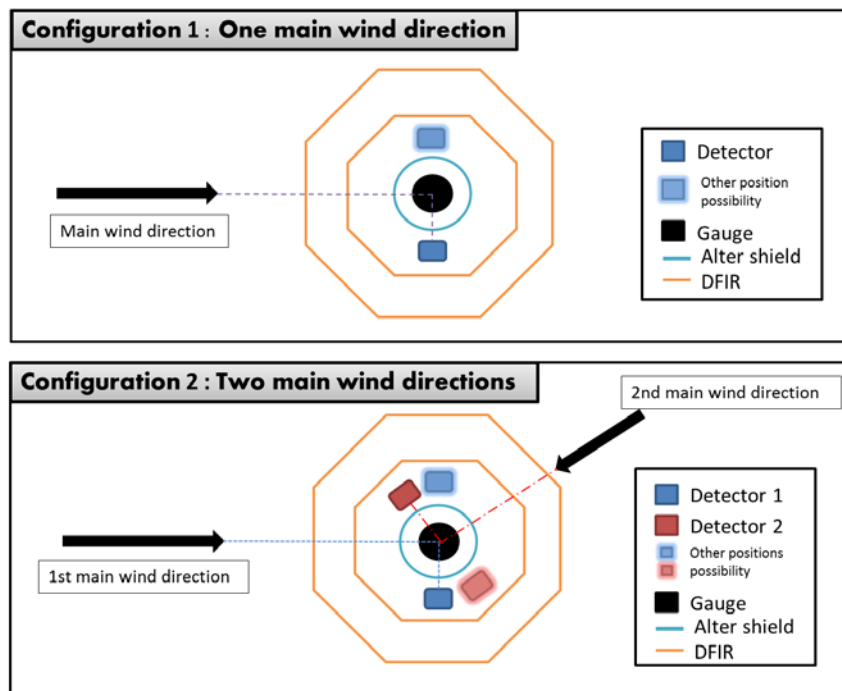 Configuration 1 : One main wind direction
Main wind direction
Detector
Other position
possibility
Gauge
Alter shield
DFIR
Configuration 2 : Two main wind directions
2nd main wind direction
1st main wind direction
Detector 1
Detector 2
Other positions
possibility
Gauge
Alter shield
DFIR